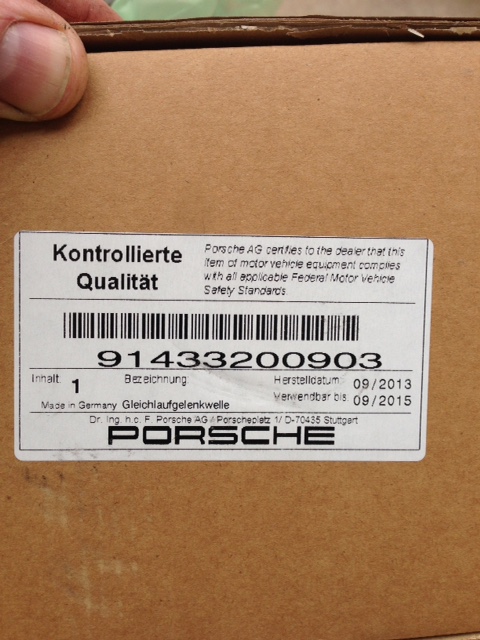 Kontrollierte
Qualität
Porsche AG certifies to the dealer that this
item of motor vehicle equipment complies
with all applicable Federal Motor Vehicle
Safety Standards.
91433200903
Inhalt: 1 Bezeichnung: Herstelldatum: 09/2013
Verwendbar bis: 09/2015
Made in Germany Gleichlaufgelenkwelle
Dr. Ing. h.c. F. Porsche AG / Porscheplatz 1/ D-70435 Stuttgart
PORSCHE